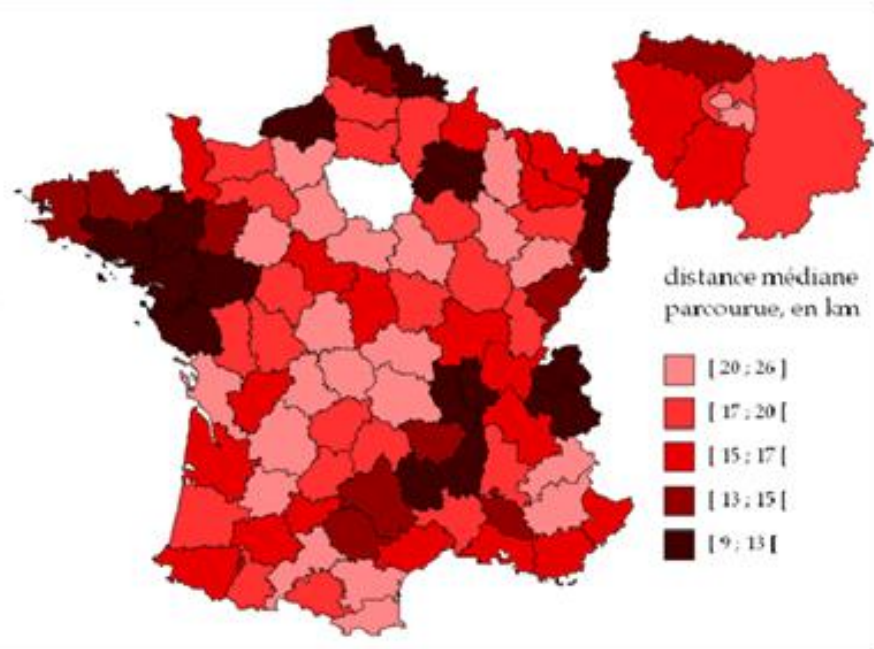 distance médiane
parcourue, en km
[ 20 ; 26 ]
[ 17 ; 20 [
[ 15 ; 17 [
[ 13 ; 15 [
[ 9 ; 13 [